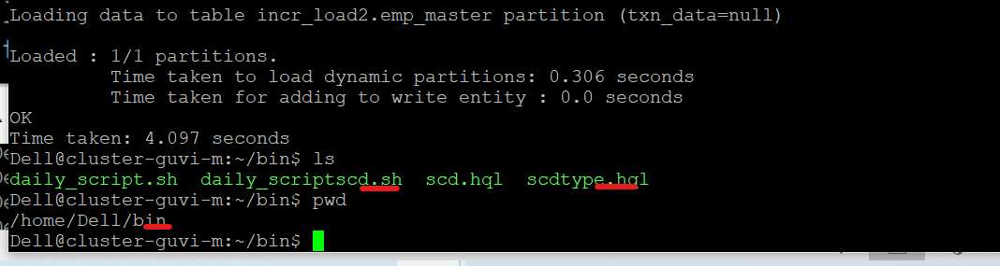 Loading data to table incr_load2.emp_master partition (txn_data=null)
Loaded : 1/1 partitions.
Time taken to load dynamic partitions: 0.306 seconds
Time taken for adding to write entity : 0.0 seconds
OK
Time taken: 4.097 seconds
Dell@cluster-guvi-m:~/bin$ ls
daily_script.sh daily_scriptscd.sh scd.hql scdtype.hql
Dell@cluster-guvi-m:~/bin$ pwd
/home/Dell/bin
Dell@cluster-guvi-m:~/bin$